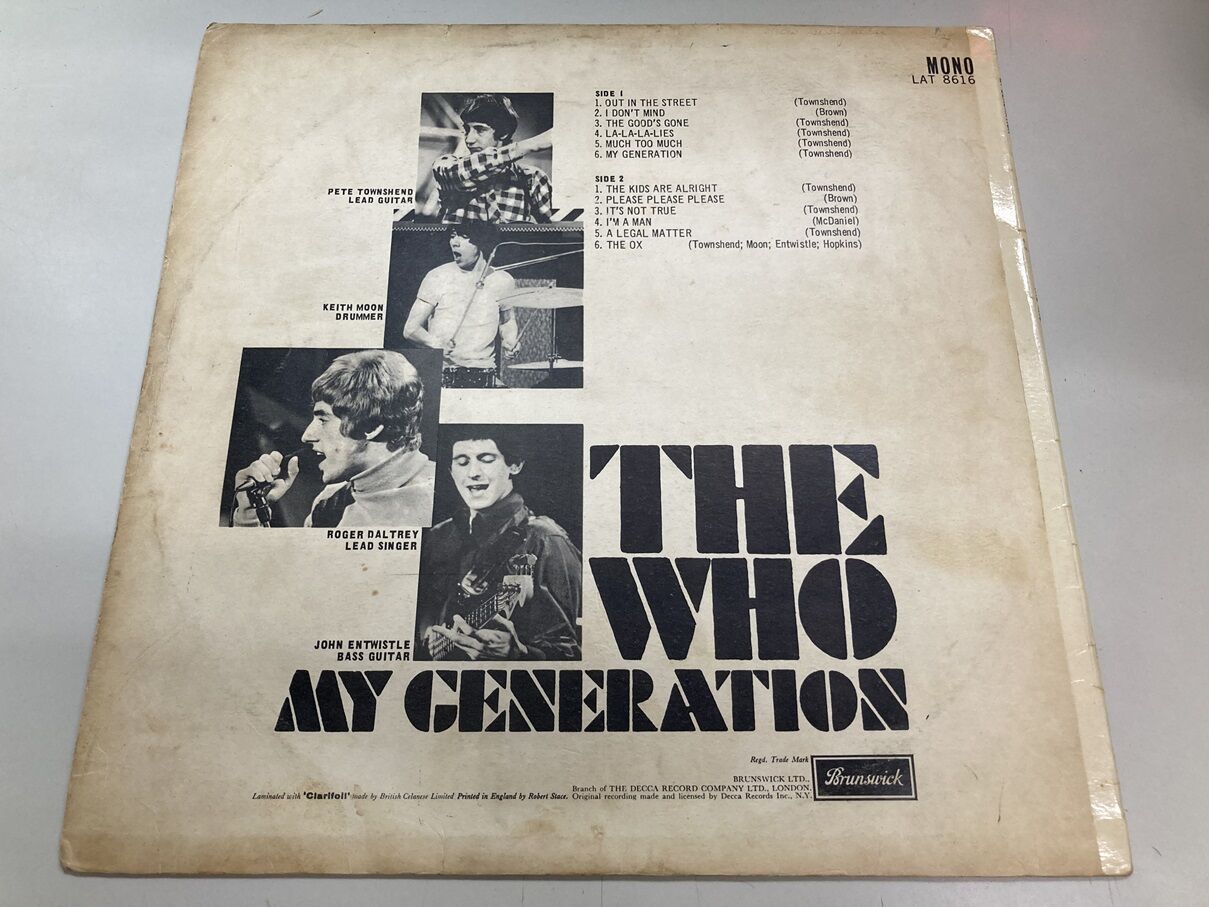 MONO
LAT 8616
SIDE 1
1. OUT IN THE STREET (Townshend)
2. I DON'T MIND (Brown)
3. THE GOOD'S GONE (Townshend)
4. LA-LA-LA-LIES (Townshend)
5. MUCH TOO MUCH (Townshend)
6. MY GENERATION (Townshend)
SIDE 2
1. THE KIDS ARE ALRIGHT (Townshend)
2. PLEASE PLEASE PLEASE (Brown)
3. IT'S NOT TRUE (Townshend)
4. I'M A MAN (McDaniel)
5. A LEGAL MATTER (Townshend)
6. THE OX (Townshend; Moon; Entwistle; Hopkins)
PETE TOWNSHEND
LEAD GUITAR
KEITH MOON
DRUMMER
ROGER DALTREY
LEAD SINGER
JOHN ENTWISTLE
BASS GUITAR
THE
WHO
MY GENERATION
Regd. Trade Mark
Brunswick
BRUNSWICK LTD.,
Branch of THE DECCA RECORD COMPANY LTD., LONDON.
Laminated with 'Clarifoil' made by British Celanese Limited Printed in England by Robert Stace. Original recording made and licensed by Decca Records Inc., N.Y.